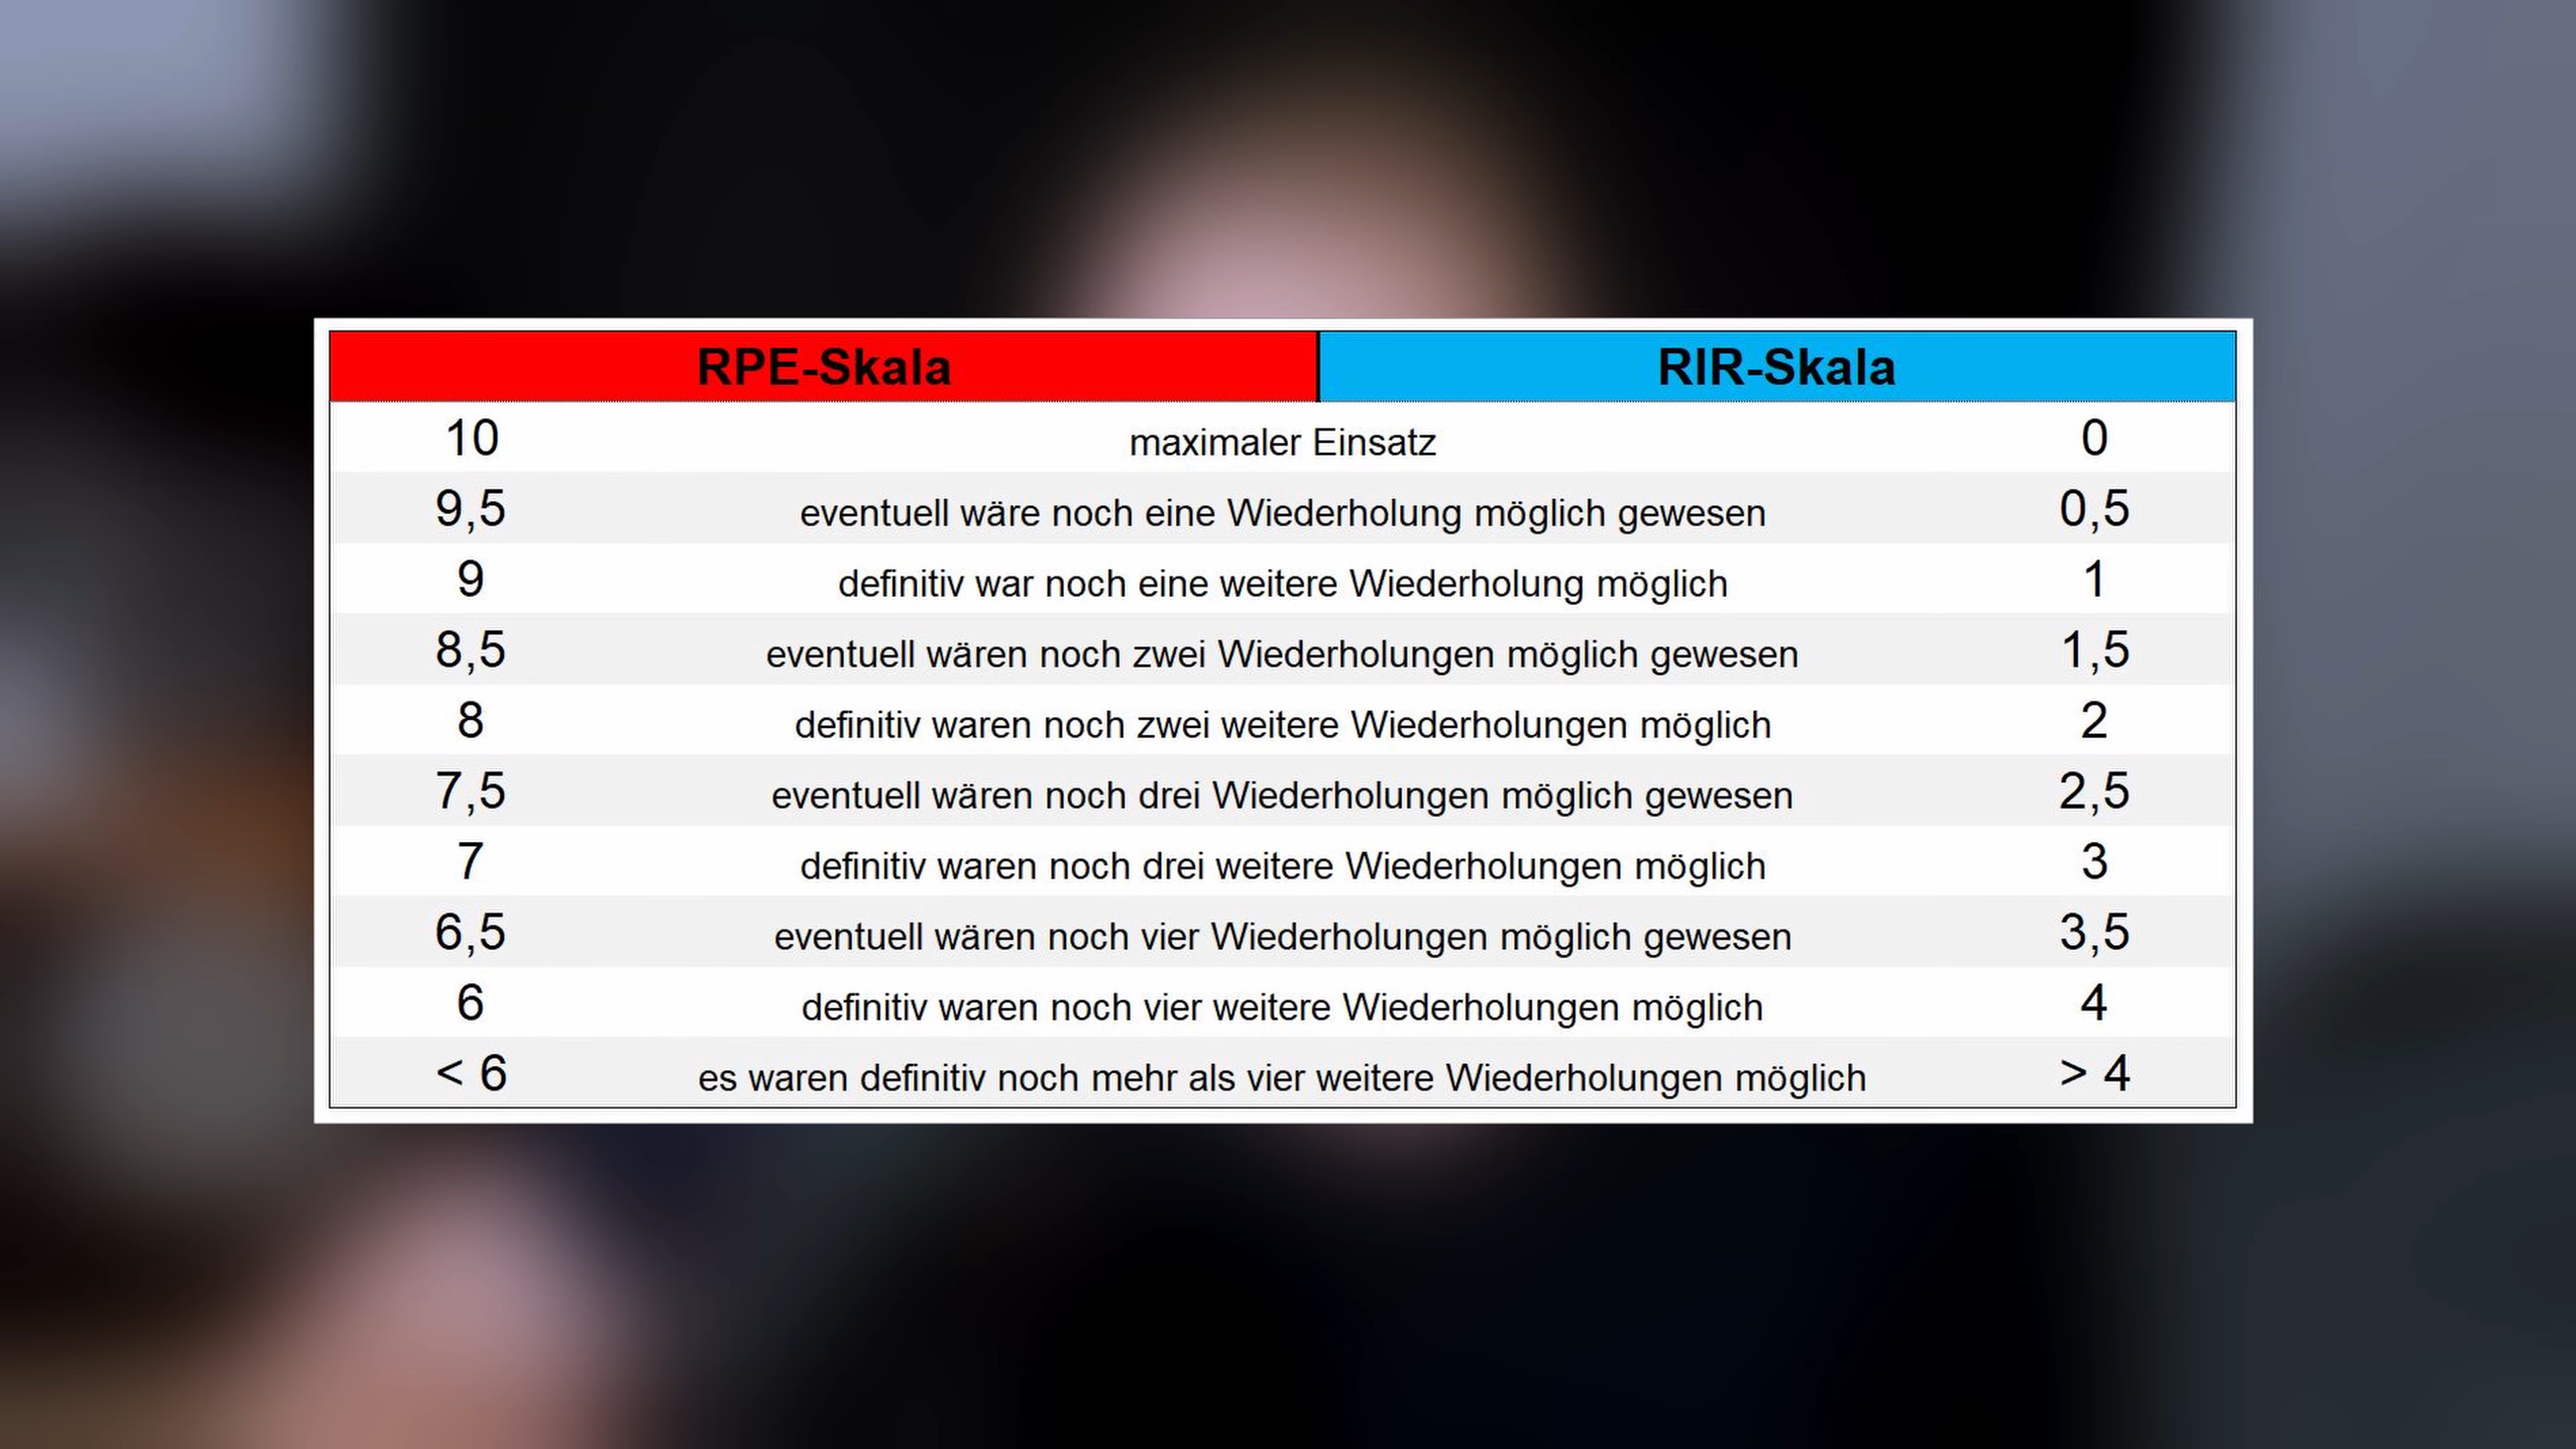 RPE-Skala RIR-Skala
10 maximaler Einsatz 0
9,5 eventuell wäre noch eine Wiederholung möglich gewesen 0,5
9 definitiv war noch eine weitere Wiederholung möglich 1
8,5 eventuell wären noch zwei Wiederholungen möglich gewesen 1,5
8 definitiv waren noch zwei weitere Wiederholungen möglich 2
7,5 eventuell wären noch drei Wiederholungen möglich gewesen 2,5
7 definitiv waren noch drei weitere Wiederholungen möglich 3
6,5 eventuell wären noch vier Wiederholungen möglich gewesen 3,5
6 definitiv waren noch vier weitere Wiederholungen möglich 4
< 6 es waren definitiv noch mehr als vier weitere Wiederholungen möglich > 4